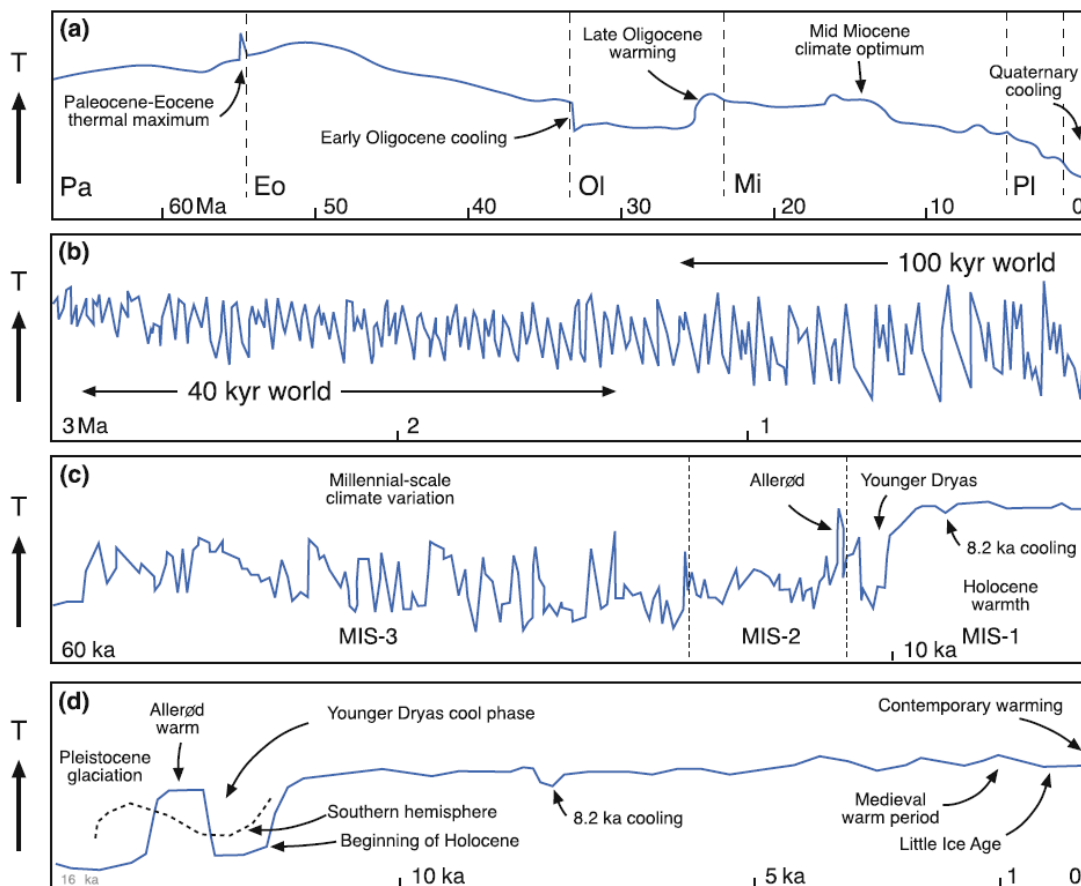 (a)
T
Paleocene-Eocene
thermal maximum
Early Oligocene cooling
Late Oligocene
warming
Mid Miocene
climate optimum
Quaternary
cooling
Pa
Eo
Ol
Mi
Pl
60 Ma
50
40
30
20
10
0
(b)
T
100 kyr world
40 kyr world
3 Ma
2
1
(c)
T
Millennial-scale
climate variation
Allerød
Younger Dryas
8.2 ka cooling
Holocene
warmth
MIS-3
MIS-2
MIS-1
60 ka
10 ka
(d)
T
Allerød
warm
Younger Dryas cool phase
Contemporary warming
Pleistocene
glaciation
Southern hemisphere
Beginning of Holocene
8.2 ka cooling
Medieval
warm period
Little Ice Age
16 ka
10 ka
5 ka
1
0